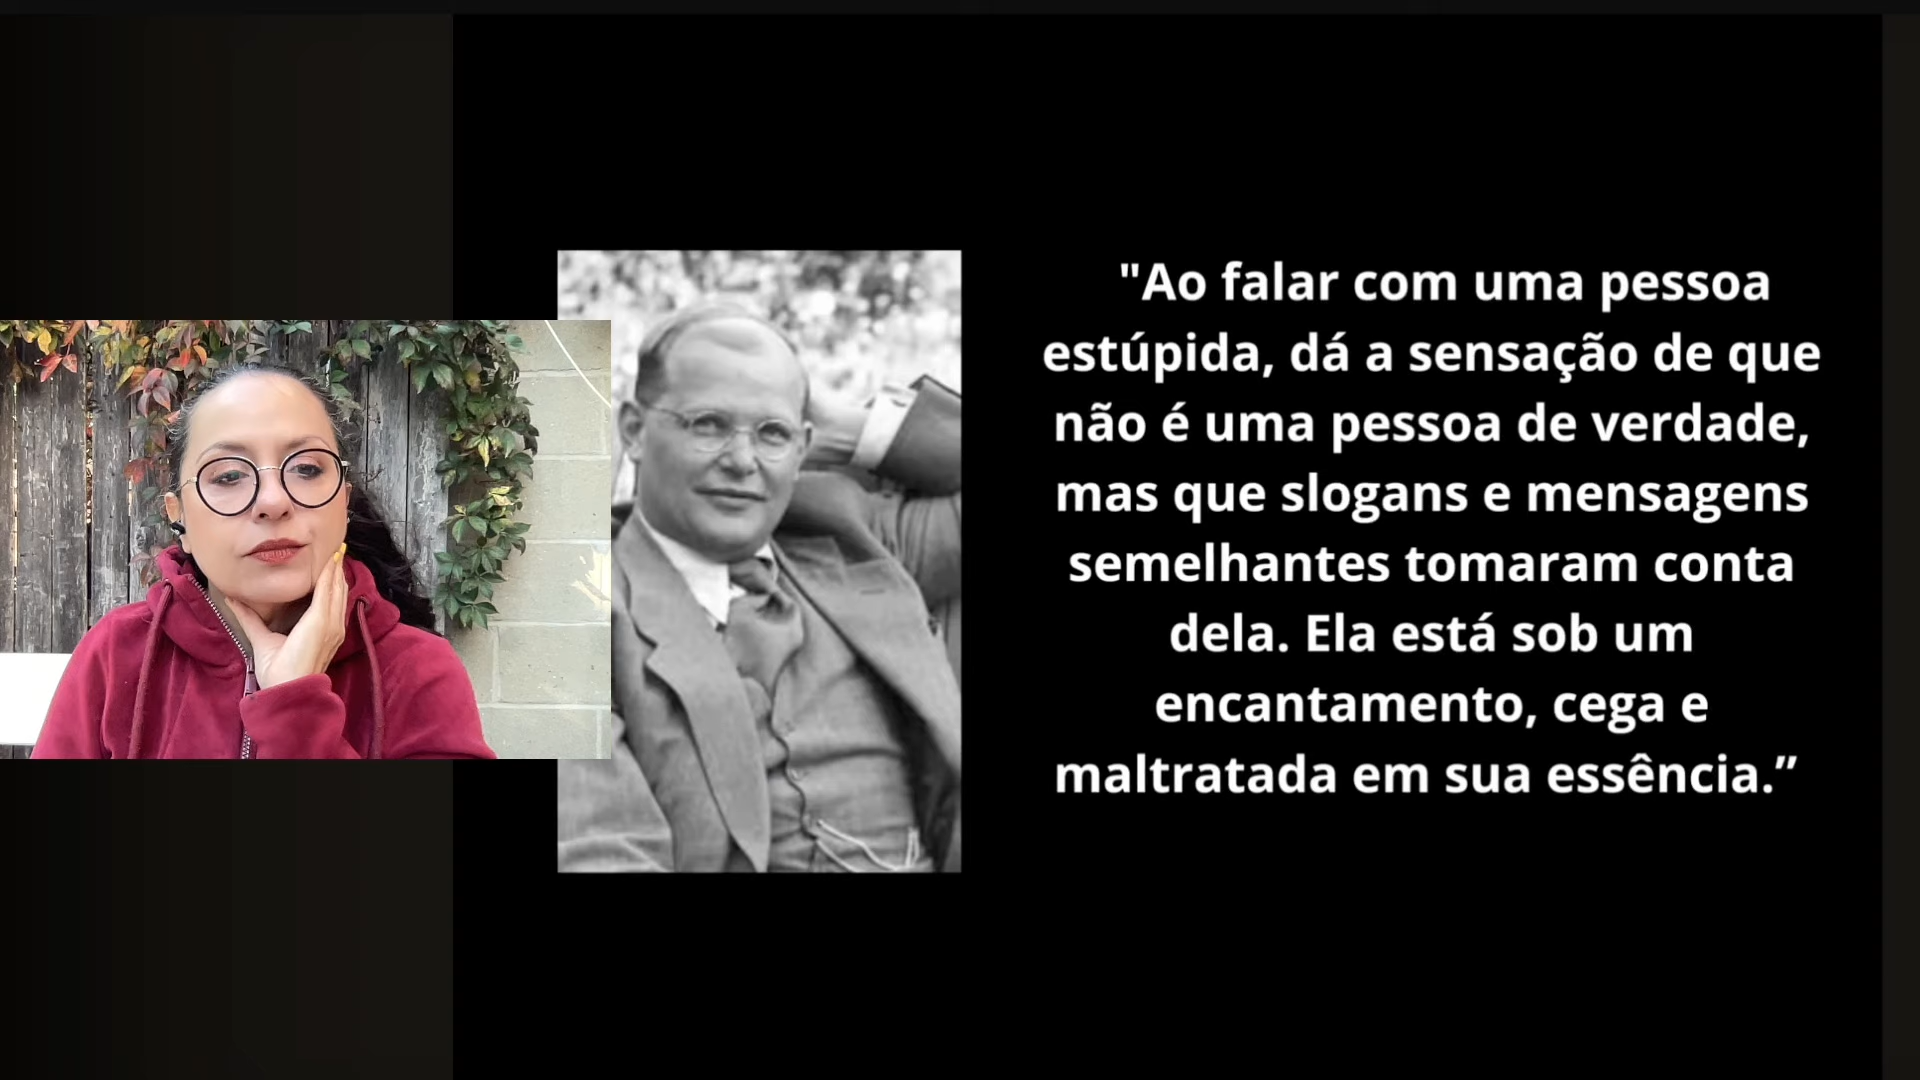 "Ao falar com uma pessoa
estúpida, dá a sensação de que
não é uma pessoa de verdade,
mas que slogans e mensagens
semelhantes tomaram conta
dela. Ela está sob um
encantamento, cega e
maltratada em sua essência.”